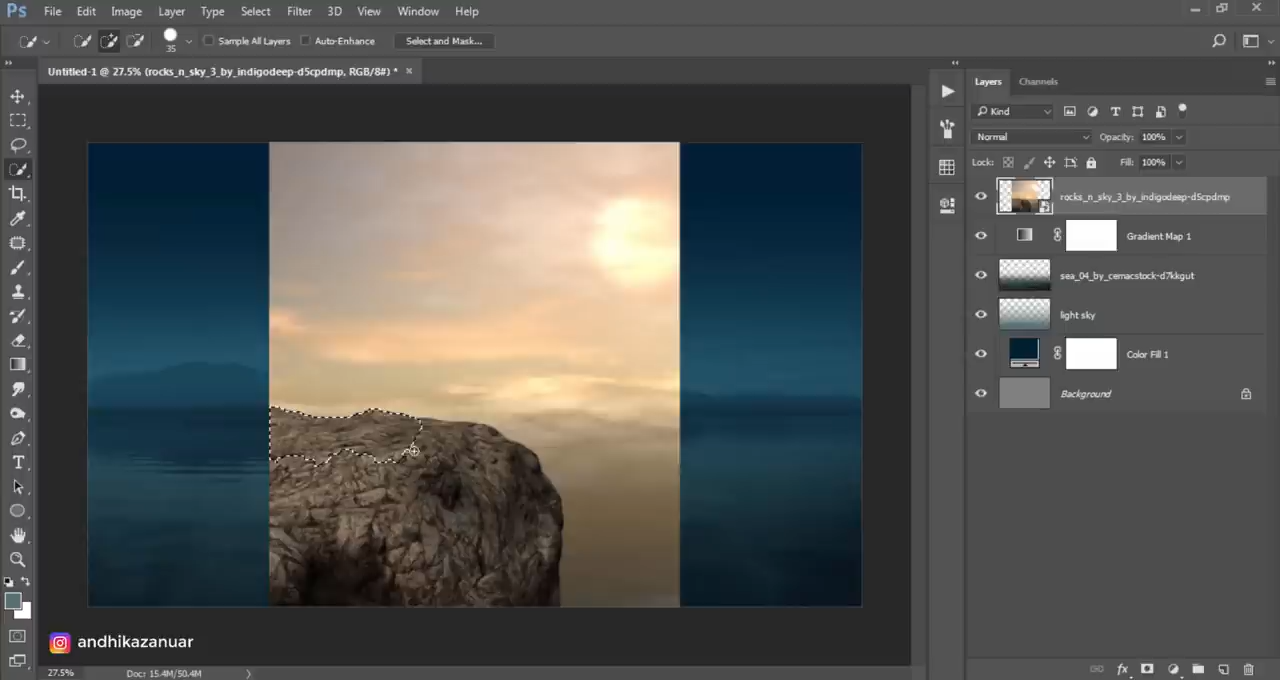 Ps File Edit Image Layer Type Select Filter 3D View Window Help
35 Sample All Layers Auto-Enhance Select and Mask...
Untitled-1 @ 27.5% (rocks_n_sky_3_by_indigodeep-d5cpdmp, RGB/8#) * ×
Layers Channels
Kind
Normal Opacity: 100%
Lock: Fill: 100%
rocks_n_sky_3_by_indigodeep-d5cpdmp
Gradient Map 1
sea_04_by_cemacstock-d7kkgut
light sky
Color Fill 1
Background
andhikazanuar
27.5% Doc: 15.4M/50.4M